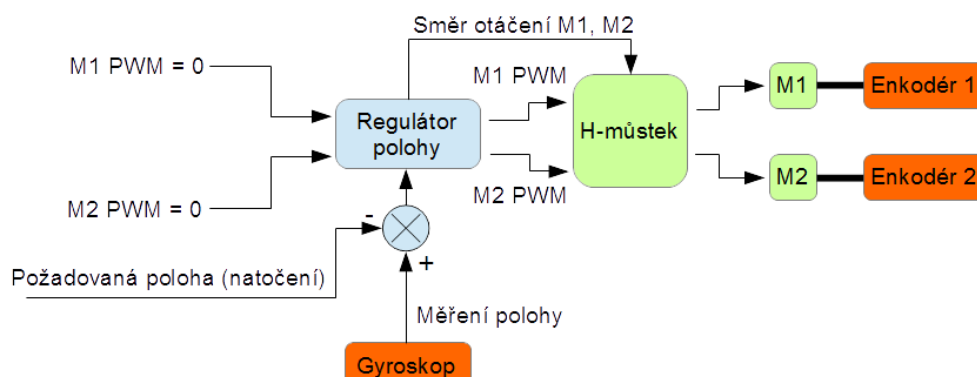 Směr otáčení M1, M2
M1 PWM = 0
M1 PWM
M1
Enkodér 1
Regulátor
polohy
H-můstek
M2 PWM = 0
M2 PWM
M2
Enkodér 2
-
Požadovaná poloha (natočení)
+
Měření polohy
Gyroskop